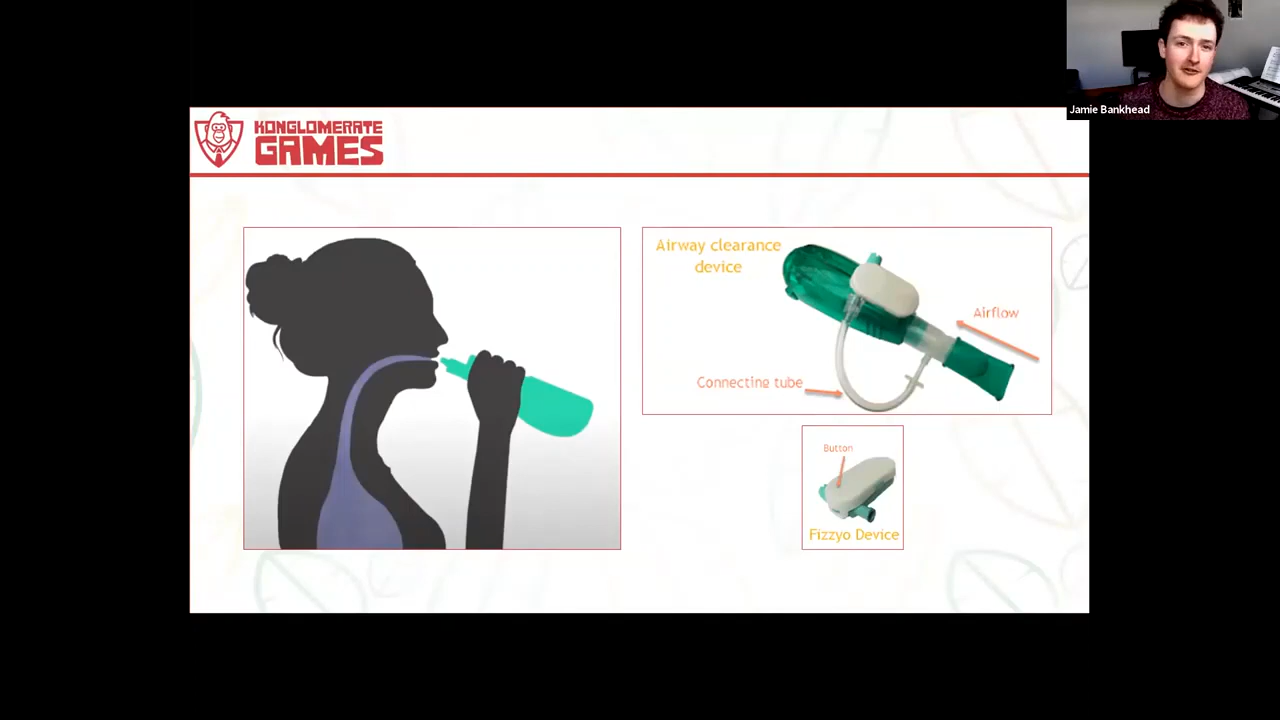 Jamie Bankhead
KONGLOMERATE
GAMES
Airway clearance
device
Airflow
Connecting tube
Button
Fizzyo Device